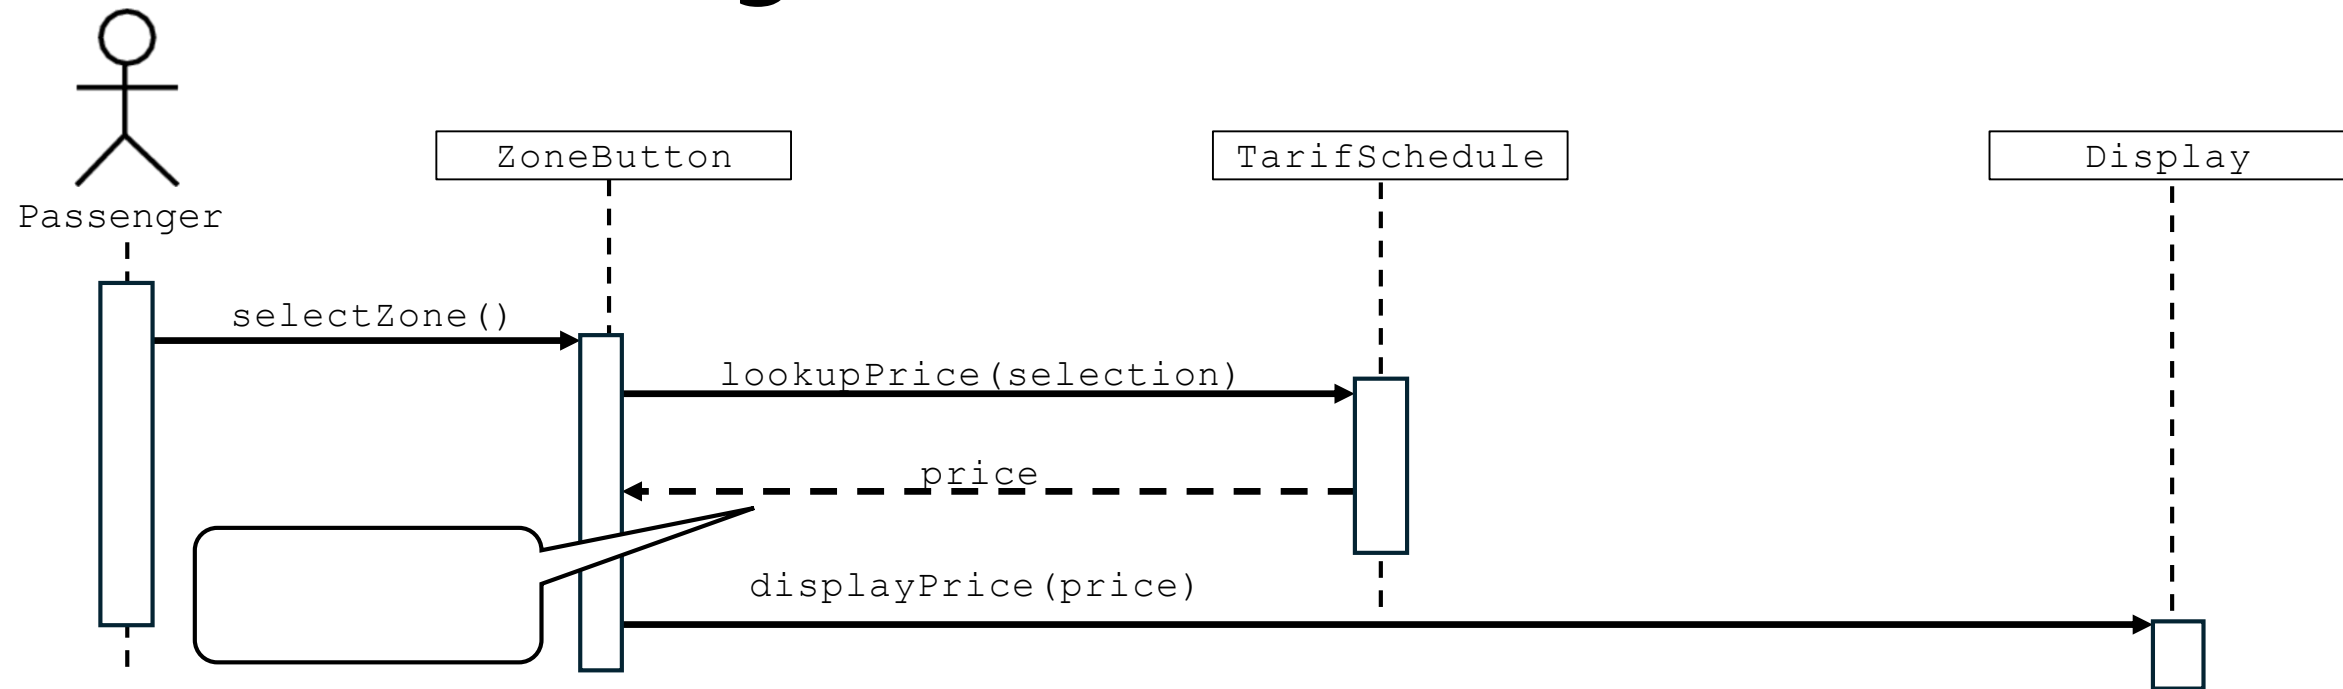 ZoneButton
TarifSchedule
Display
Passenger
selectZone()
lookupPrice(selection)
price
displayPrice(price)